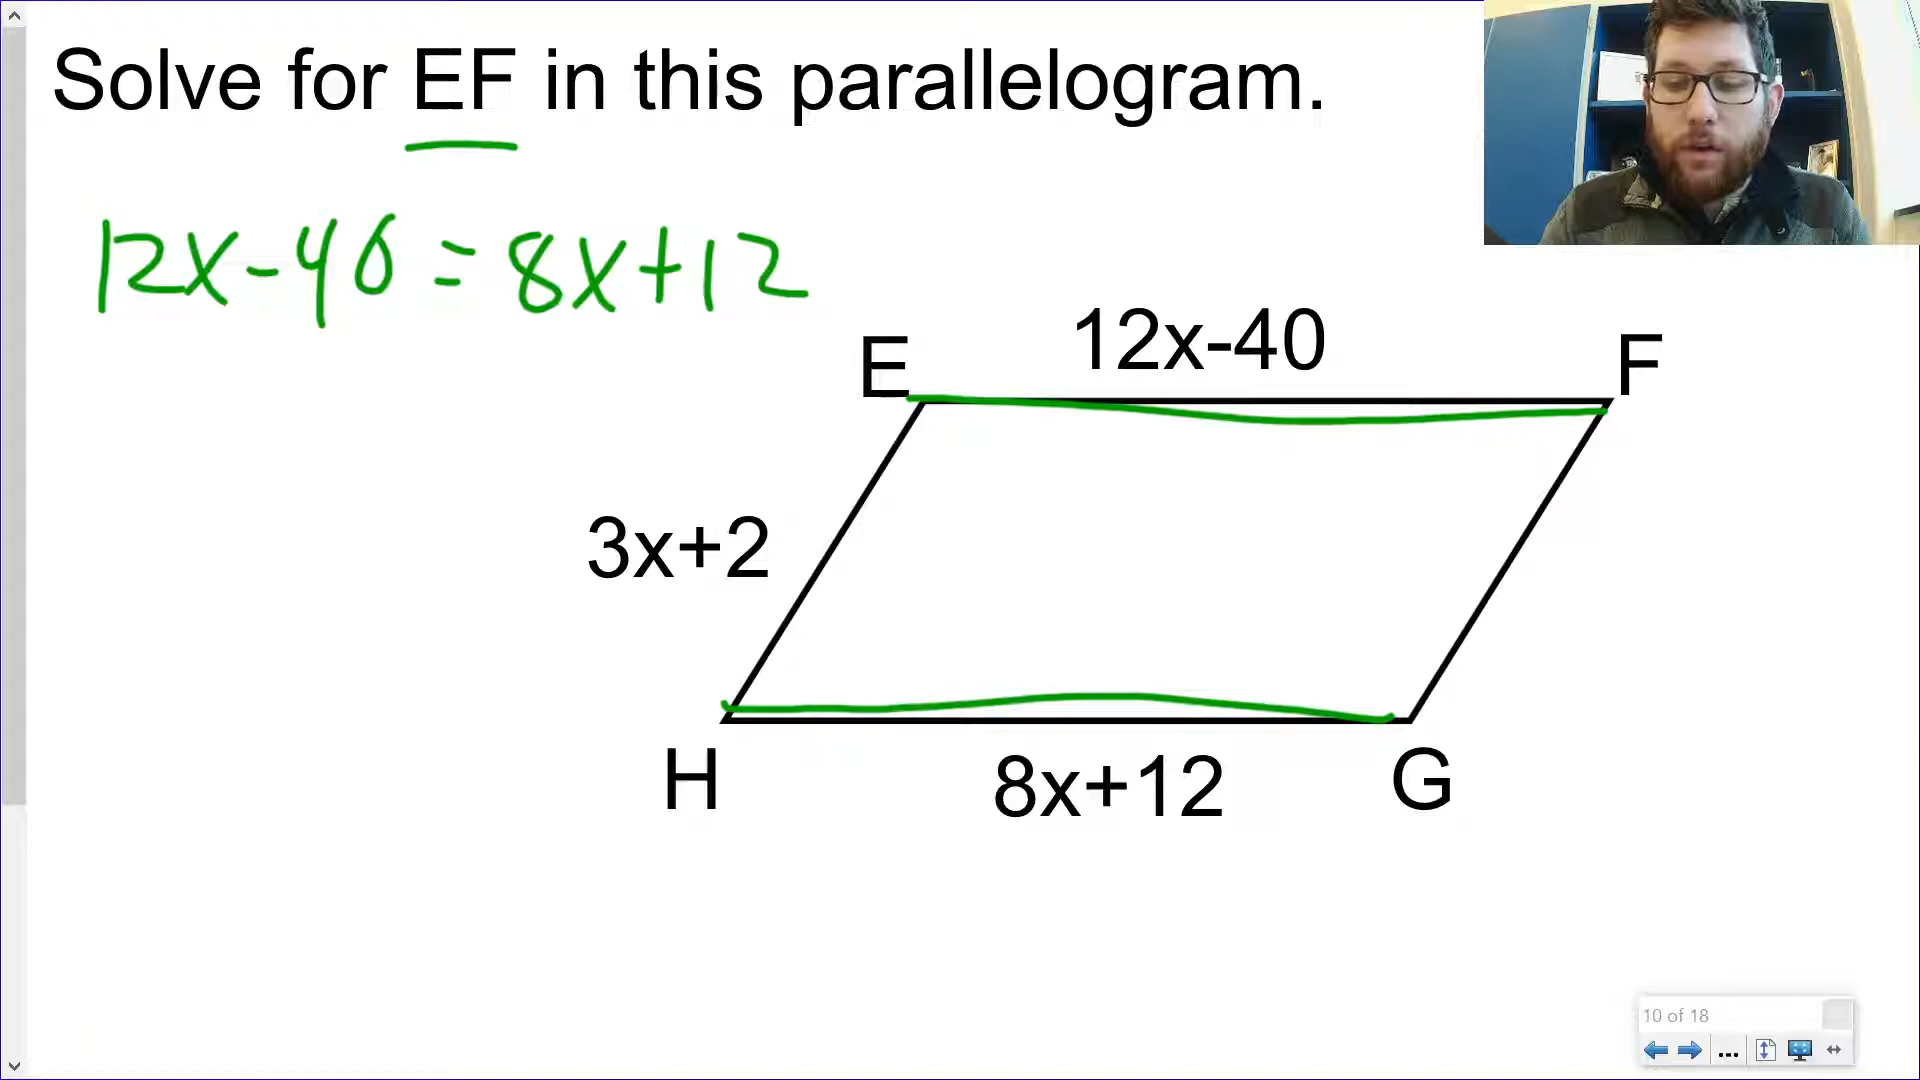 Solve for EF in this parallelogram.
12x-40=8x+12
12x-40
E
F
3x+2
H
8x+12
G
10 of 18
...